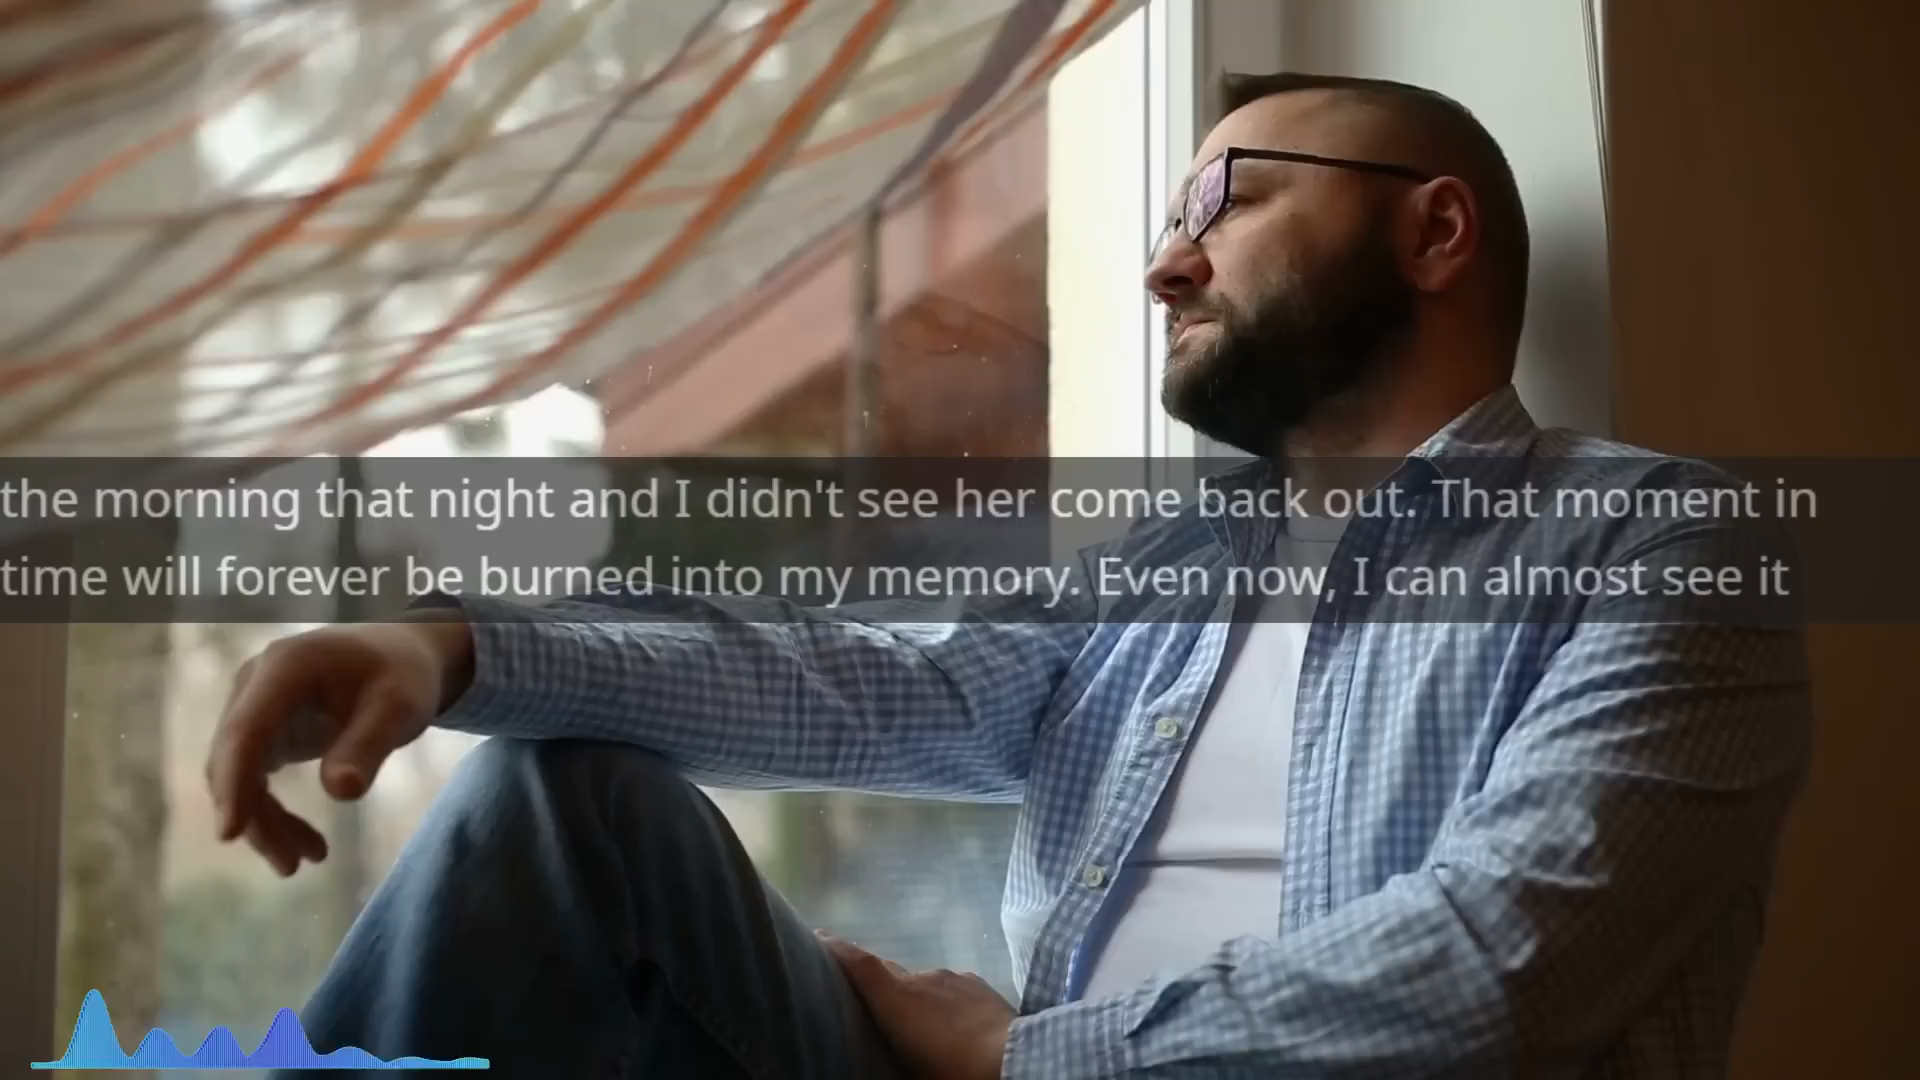 the morning that night and I didn't see her come back out. That moment in
time will forever be burned into my memory. Even now, I can almost see it